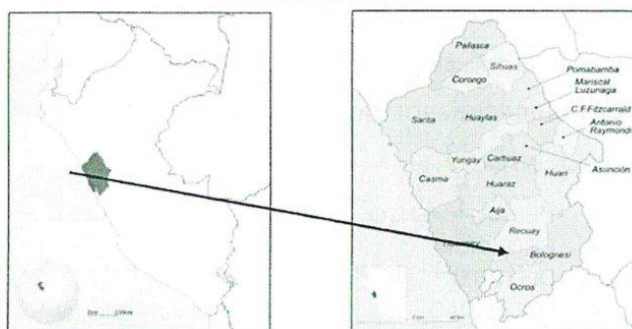 Pallasca
Sihuas
Corongo
Pomabamba
Mariscal
Luzuriaga
C.F.Fitzcarrald
Santa
Huaylas
Antonio
Raymondi
Yungay
Carhuaz
Asunción
Casma
Huari
Huaraz
Aija
Recuay
Bolognesi
Ocros